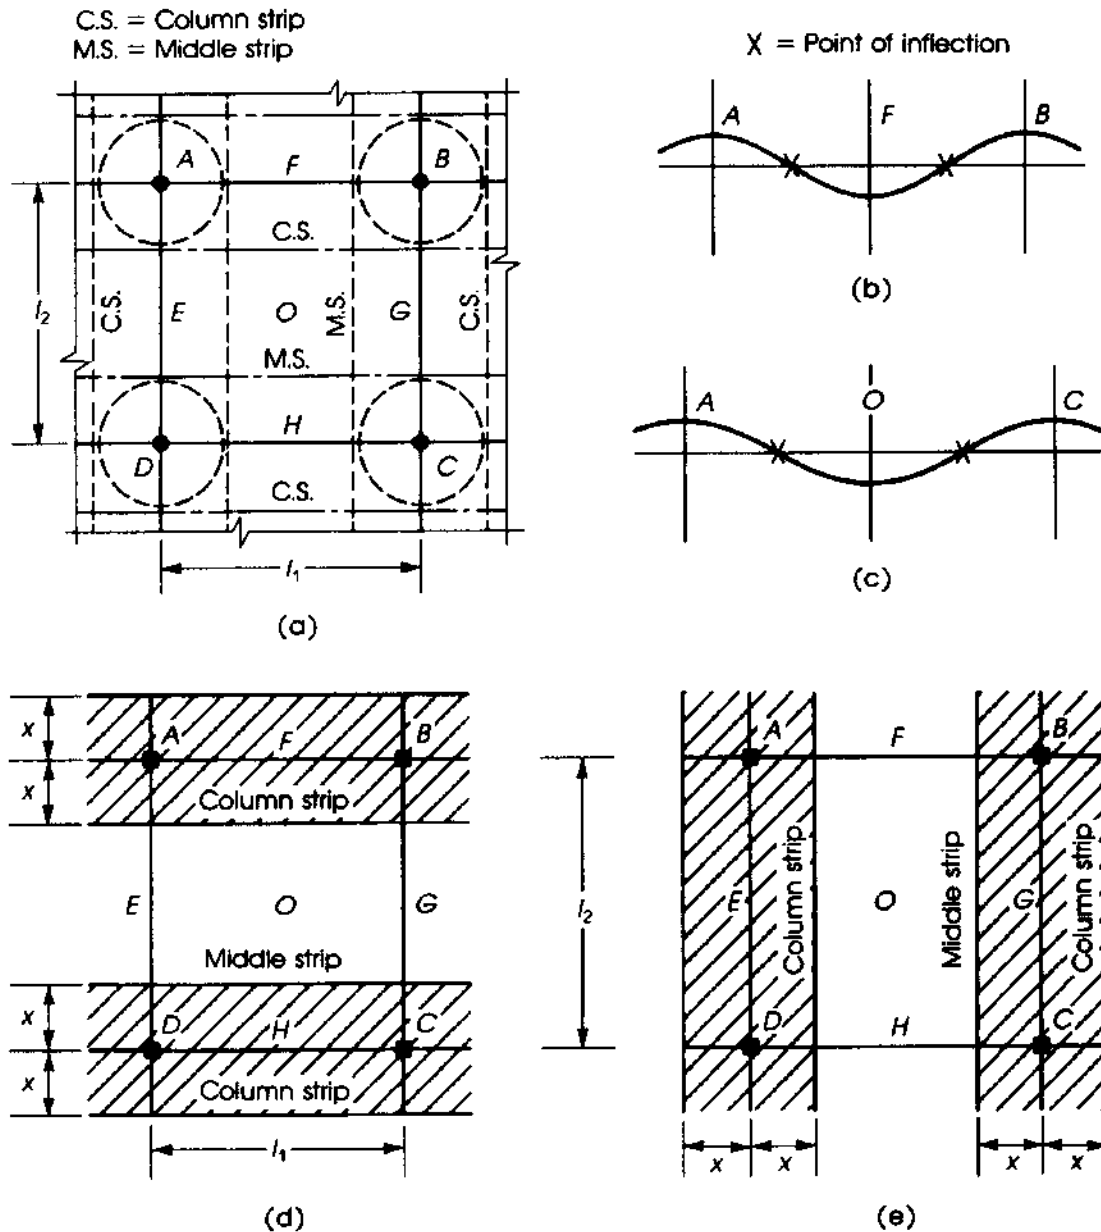 C.S. = Column strip
M.S. = Middle strip
X = Point of inflection
A
F
B
C.S.
l2
C.S.
E
O
M.S.
G
C.S.
M.S.
H
D
C
C.S.
l1
(a)
A
F
B
(b)
A
O
C
(c)
x
A
F
B
x
Column strip
E
O
G
Middle strip
x
D
H
C
x
Column strip
l1
(d)
A
F
B
l2
E
Column strip
O
Middle strip
G
Column strip
D
H
C
x
x
x
x
(e)